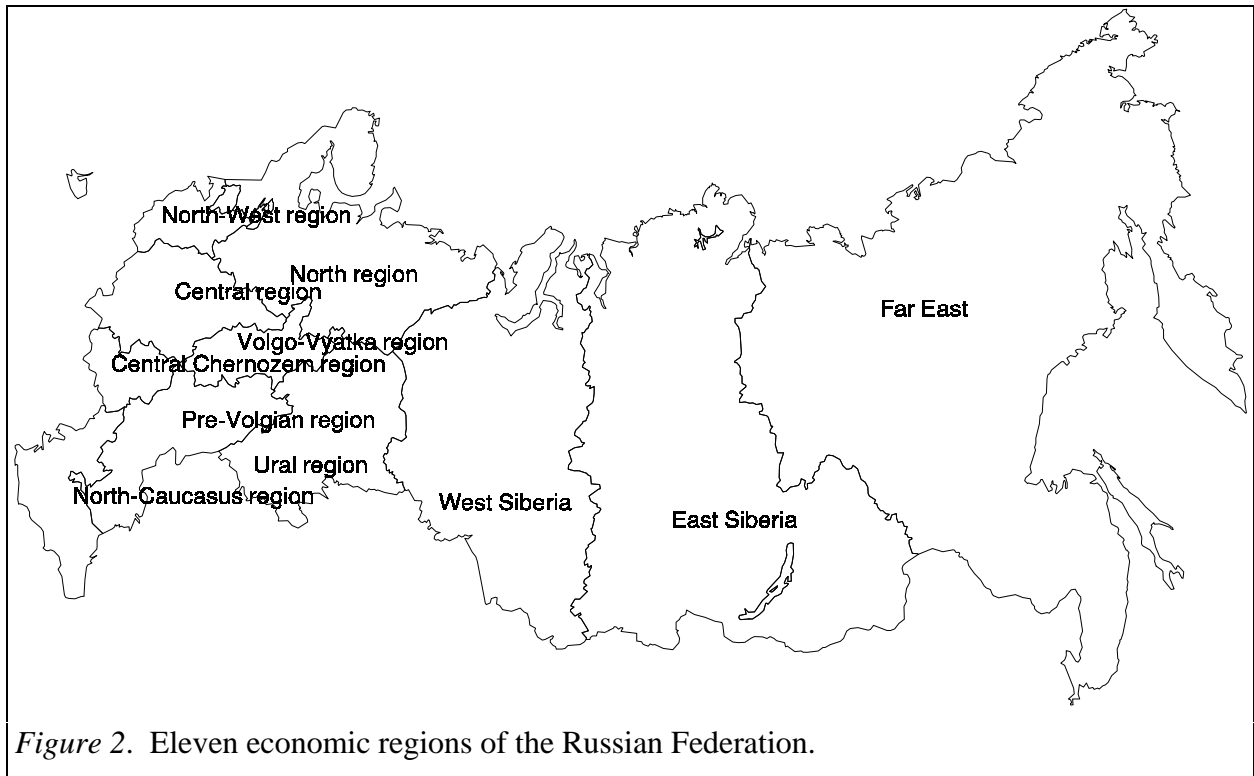 North-West region
North region
Central region
Far East
Volgo-Vyatka region
Central Chernozem region
Pre-Volgian region
Ural region
North-Caucasus region
West Siberia
East Siberia
Figure 2. Eleven economic regions of the Russian Federation.